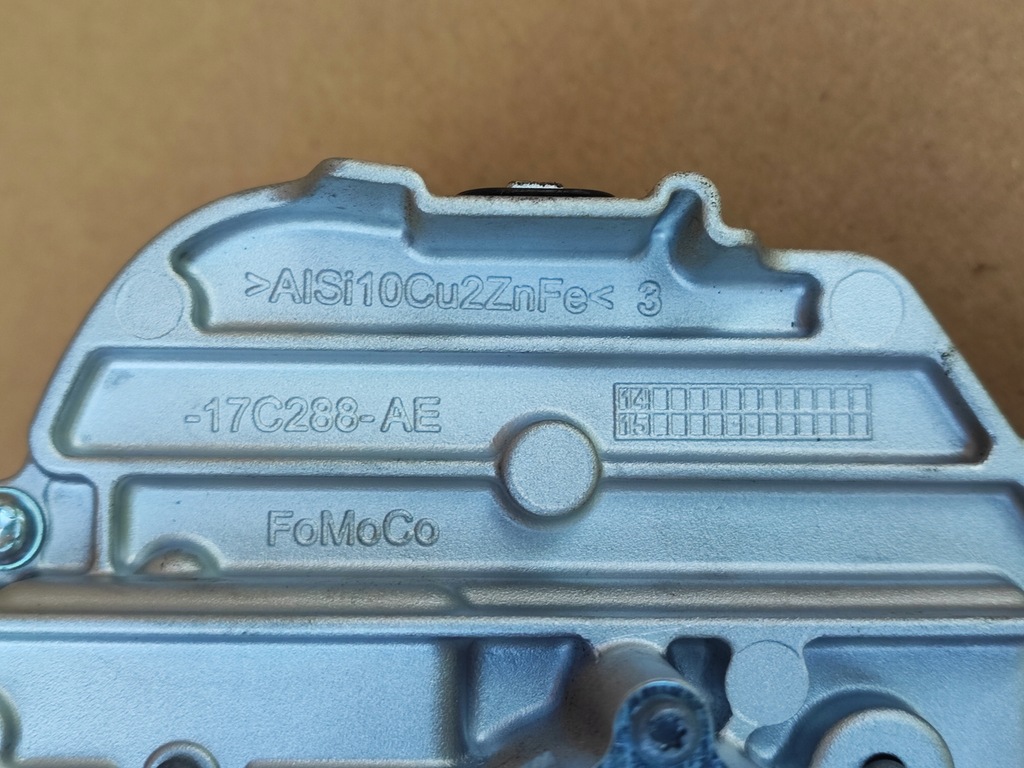 >AlSi10Cu2ZnFe< 3
-17C288-AE
14
15
FoMoCo